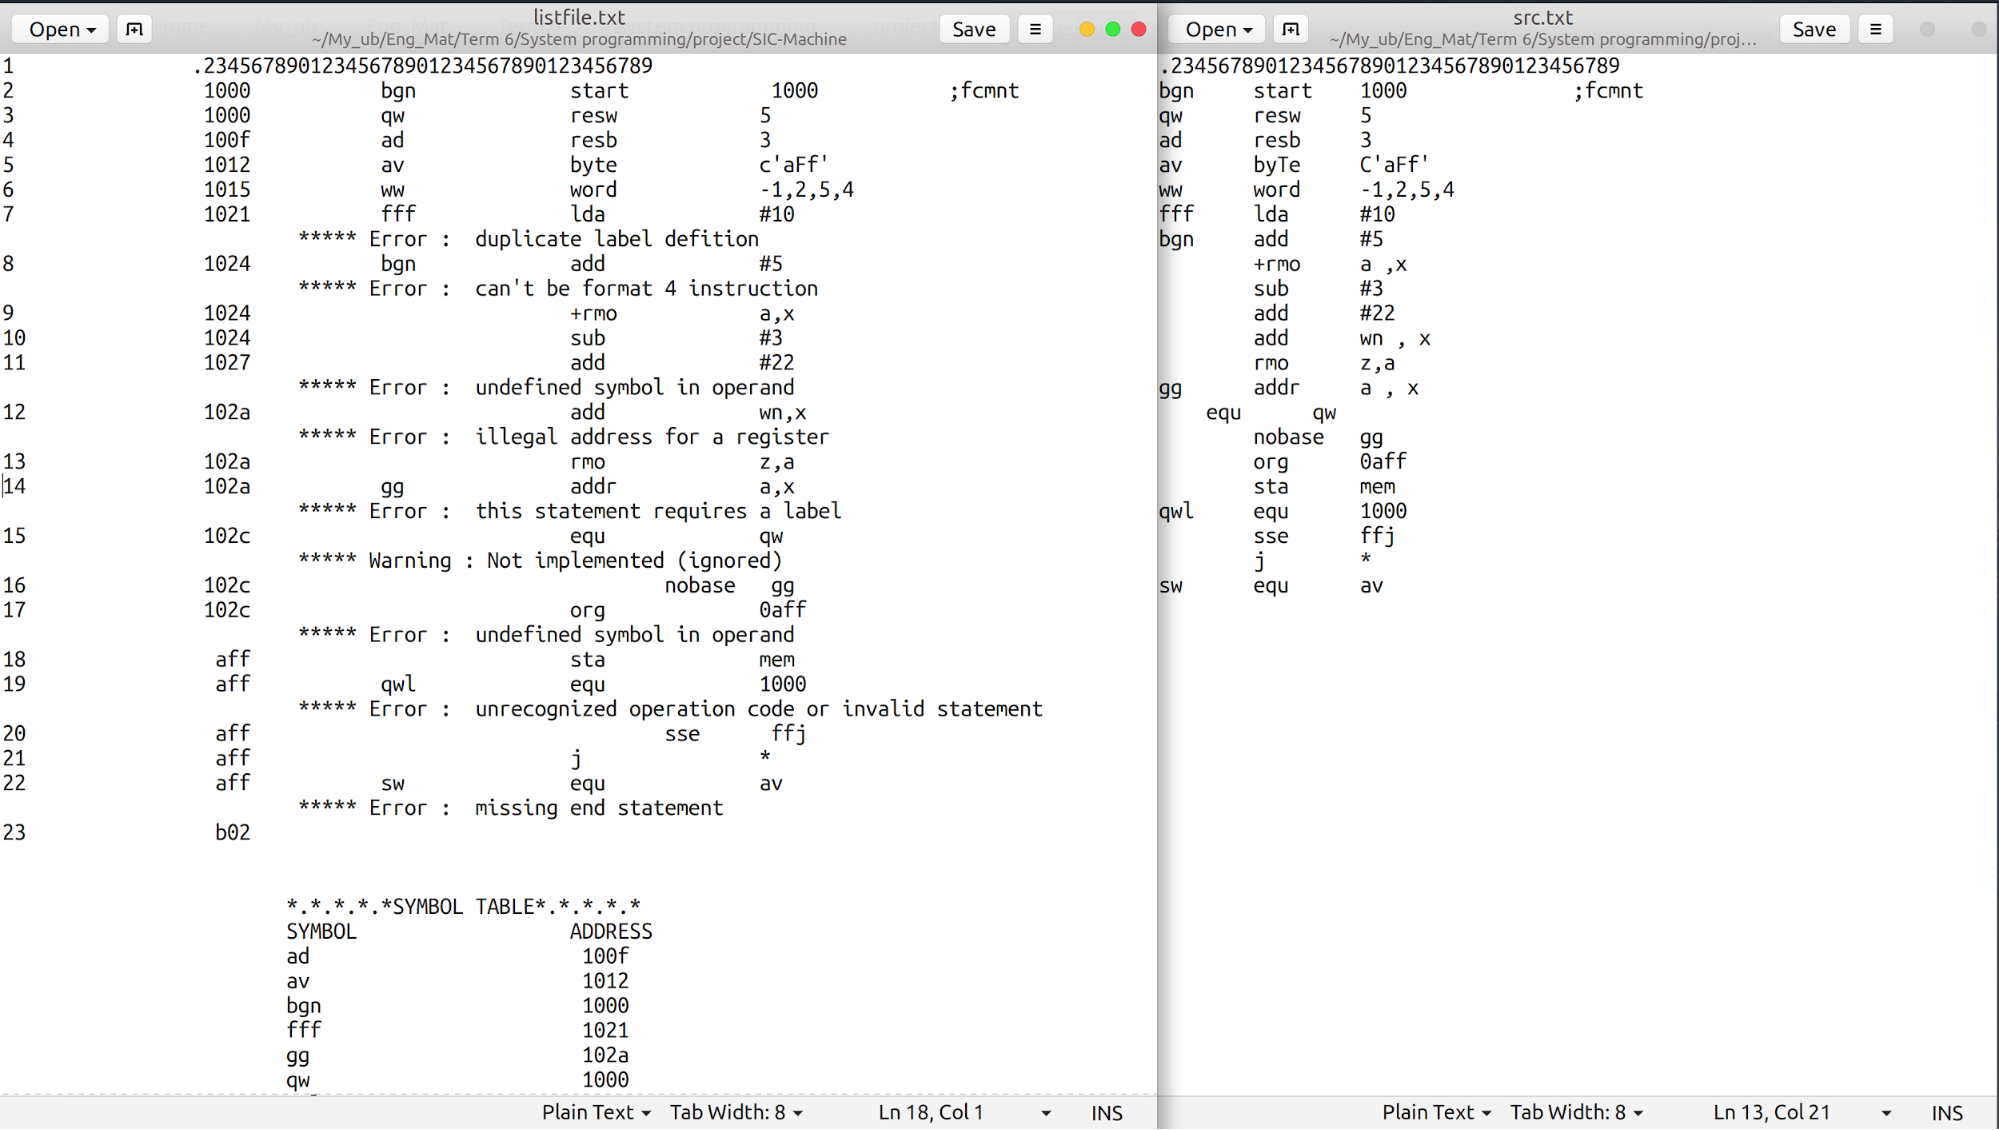 Open listfile.txt Save
~/My_ub/Eng_Mat/Term 6/System programming/project/SIC-Machine
1 .23456789012345678901234567890123456789
2 1000 bgn start 1000 ;fcmnt
3 1000 qw resw 5
4 100f ad resb 3
5 1012 av byte c'aFf'
6 1015 ww word -1,2,5,4
7 1021 fff lda #10
***** Error : duplicate label defition
8 1024 bgn add #5
***** Error : can't be format 4 instruction
9 1024 +rmo a,x
10 1024 sub #3
11 1027 add #22
***** Error : undefined symbol in operand
12 102a add wn,x
***** Error : illegal address for a register
13 102a rmo z,a
14 102a gg addr a,x
***** Error : this statement requires a label
15 102c equ qw
***** Warning : Not implemented (ignored)
16 102c nobase gg
17 102c org 0aff
***** Error : undefined symbol in operand
18 aff sta mem
19 aff qwl equ 1000
***** Error : unrecognized operation code or invalid statement
20 aff sse ffj
21 aff j *
22 aff sw equ av
***** Error : missing end statement
23 b02
*.*.*.*.*SYMBOL TABLE*.*.*.*.*
SYMBOL ADDRESS
ad 100f
av 1012
bgn 1000
fff 1021
gg 102a
qw 1000
Plain Text Tab Width: 8 Ln 18, Col 1 INS
Open src.txt Save
~/My_ub/Eng_Mat/Term 6/System programming/proj...
.23456789012345678901234567890123456789
bgn start 1000 ;fcmnt
qw resw 5
ad resb 3
av byTe C'aFf'
ww word -1,2,5,4
fff lda #10
bgn add #5
+rmo a ,x
sub #3
add #22
add wn , x
rmo z,a
gg addr a , x
equ qw
nobase gg
org 0aff
sta mem
qwl equ 1000
sse ffj
j *
sw equ av
Plain Text Tab Width: 8 Ln 13, Col 21 INS